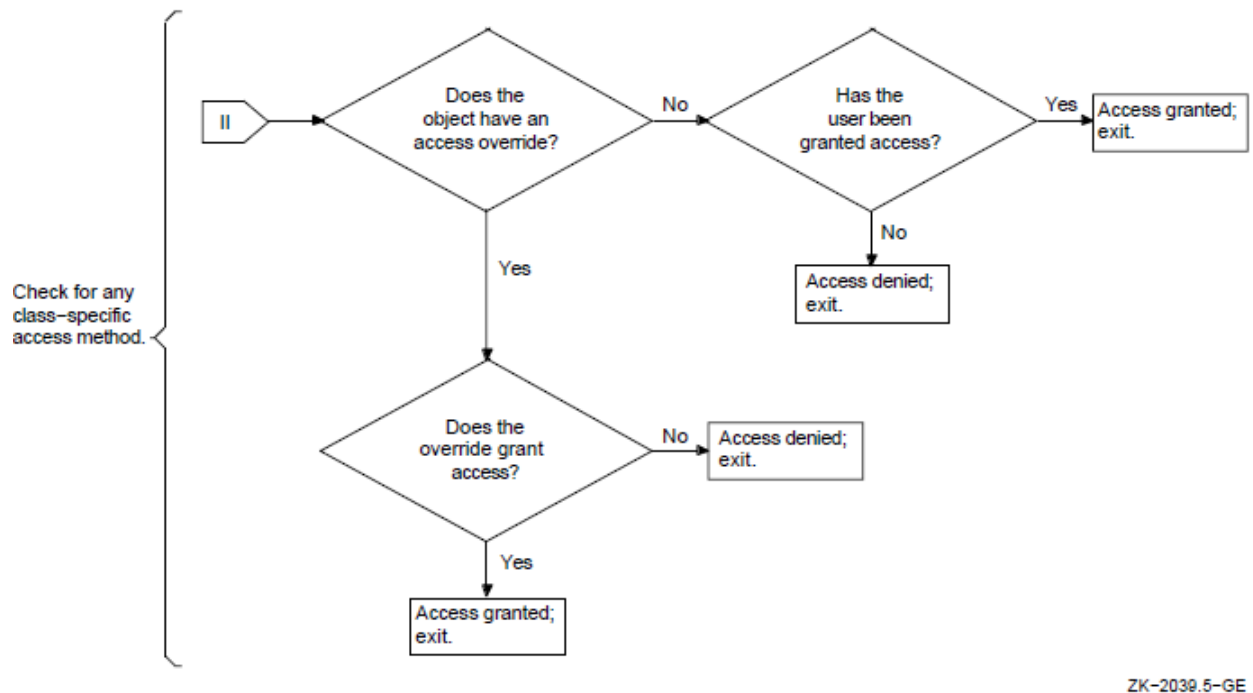 II
Does the
object have an
access override?
No
Has the
user been
granted access?
Yes
Access granted;
exit.
No
Access denied;
exit.
Yes
Check for any
class-specific
access method.
Does the
override grant
access?
No
Access denied;
exit.
Yes
Access granted;
exit.
ZK-2039.5-GE